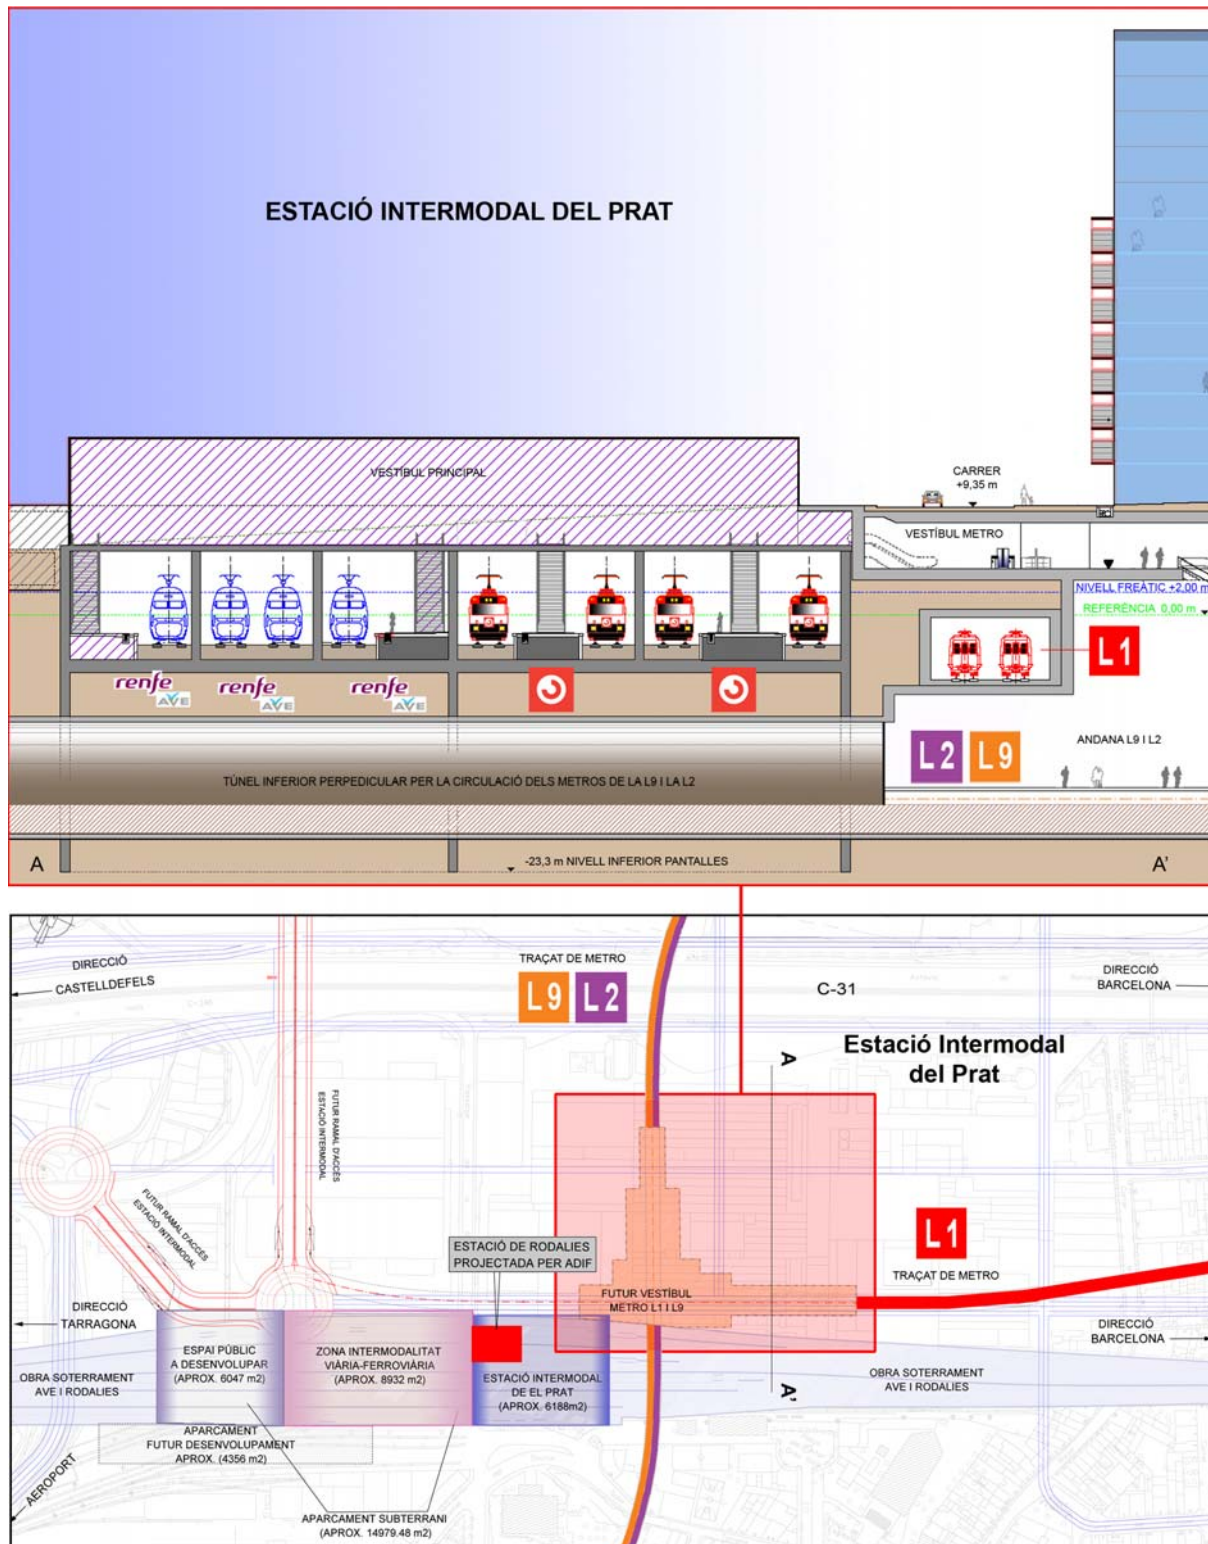 ESTACIÓ INTERMODAL DEL PRAT
VESTÍBUL PRINCIPAL
CARRER
+9,35 m
VESTÍBUL METRO
NIVELL FREÀTIC +2,00 m
REFERÈNCIA 0,00 m
L1
renfe
AVE
renfe
AVE
renfe
AVE
L2 L9
ANDANA L9 I L2
TÚNEL INFERIOR PERPEDICULAR PER LA CIRCULACIÓ DELS METROS DE LA L9 I LA L2
-23,3 m NIVELL INFERIOR PANTALLES
A
A'
DIRECCIÓ
CASTELLDEFELS
TRAÇAT DE METRO
L9 L2
C-31
DIRECCIÓ
BARCELONA
Estació Intermodal
del Prat
A
FUTUR RAMAL D'ACCÉS
ESTACIÓ INTERMODAL
FUTUR RAMAL D'ACCÉS
ESTACIÓ INTERMODAL
ESTACIÓ DE RODALIES
PROJECTADA PER ADIF
L1
TRAÇAT DE METRO
FUTUR VESTÍBUL
METRO L1 I L9
DIRECCIÓ
TARRAGONA
DIRECCIÓ
BARCELONA
ESPAI PÚBLIC
A DESENVOLUPAR
(APROX. 6047 m2)
ZONA INTERMODALITAT
VIÀRIA-FERROVIÀRIA
(APROX. 8932 m2)
ESTACIÓ INTERMODAL
DE EL PRAT
(APROX. 6188m2)
A'
OBRA SOTERRAMENT
AVE I RODALIES
OBRA SOTERRAMENT
AVE I RODALIES
APARCAMENT
FUTUR DESENVOLUPAMENT
APROX. (4356 m2)
AEROPORT
APARCAMENT SUBTERRANI
(APROX. 14979.48 m2)